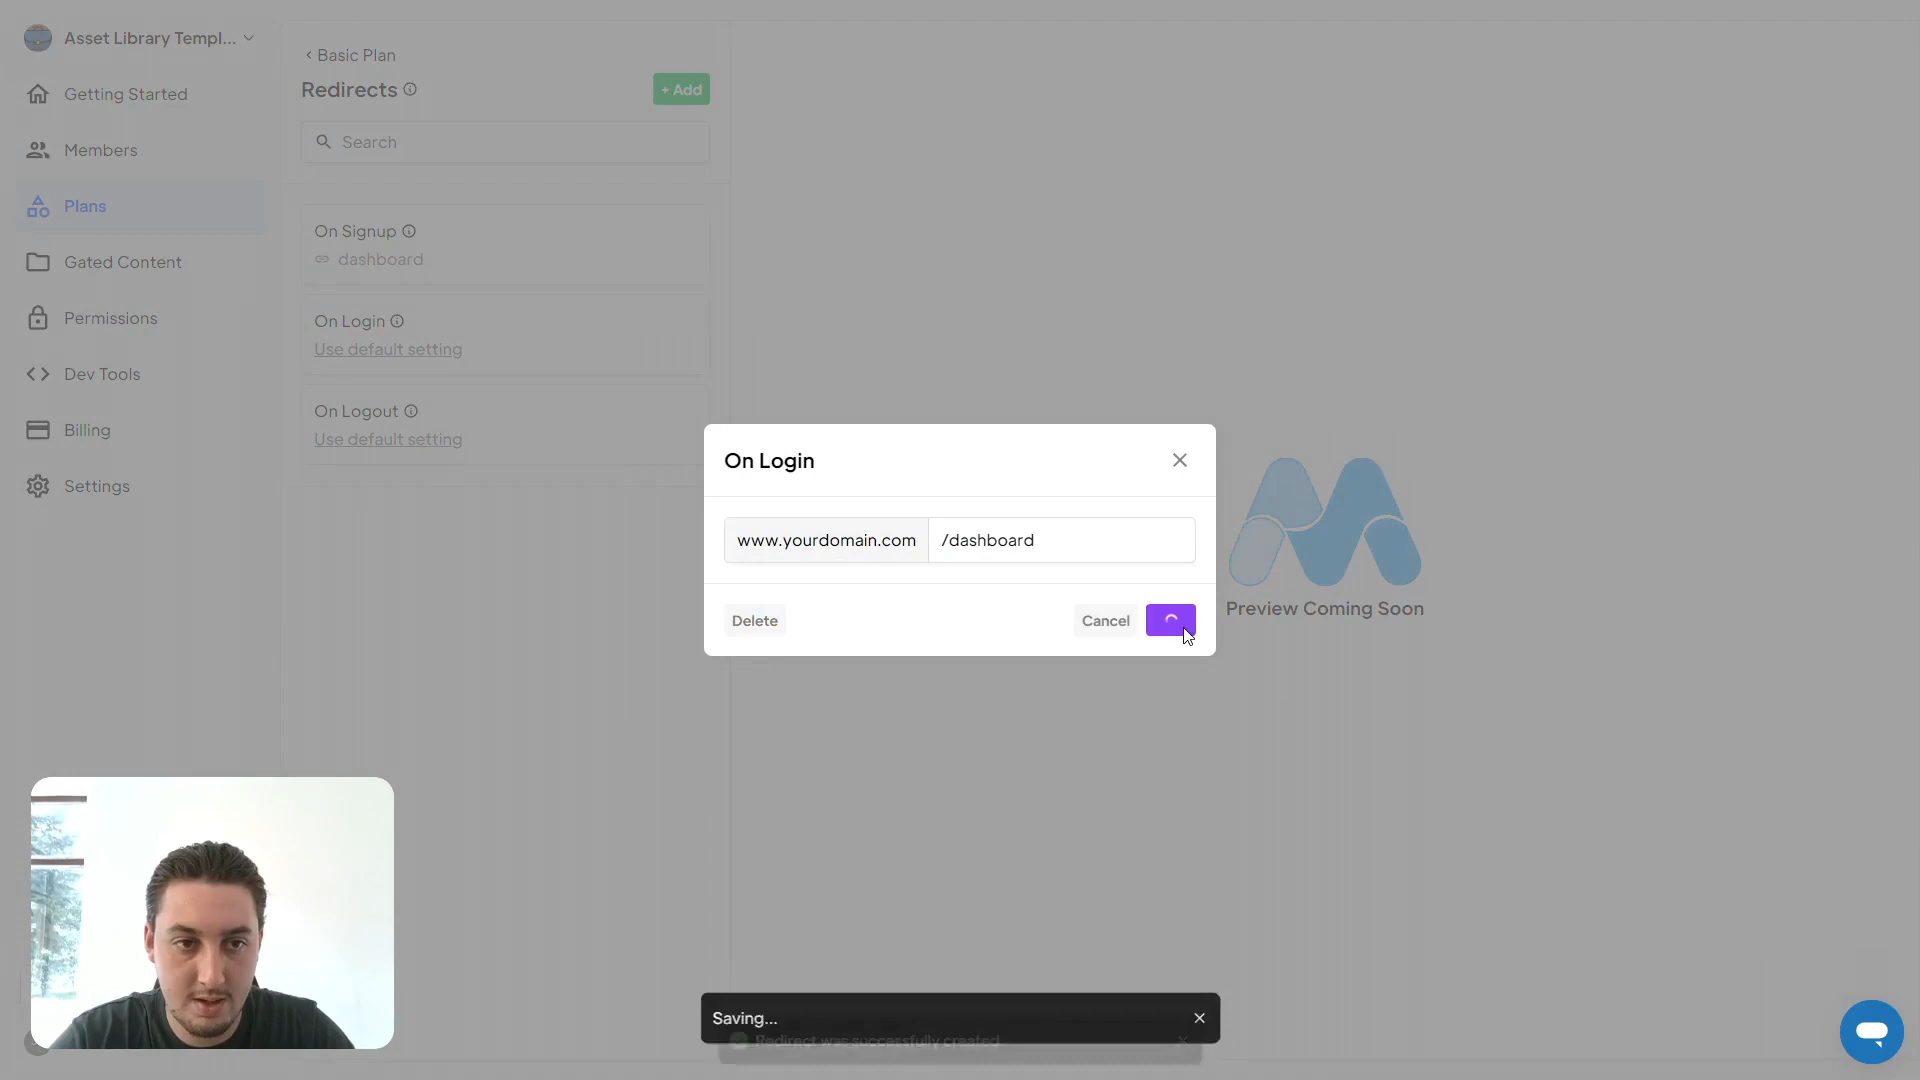 Asset Library Templ...
Getting Started
Members
Plans
Gated Content
Permissions
Dev Tools
Billing
Settings
Basic Plan
Redirects
+ Add
Search
On Signup
dashboard
On Login
Use default setting
On Logout
Use default setting
On Login
www.yourdomain.com
/dashboard
Delete
Cancel
Preview Coming Soon
Saving...
Redirect was successfully created